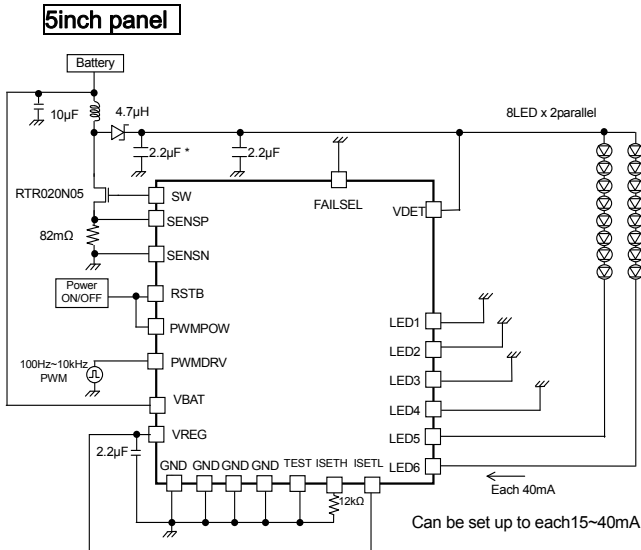 5inch panel
Battery
10µF
4.7µH
8LED x 2parallel
2.2µF *
2.2µF
RTR020N05
SW
FAILSEL
VDET
SENSP
82mΩ
SENSN
Power
ON/OFF
RSTB
PWMPOW
LED1
LED2
100Hz~10kHz
PWM
PWMDRV
LED3
VBAT
LED4
VREG
LED5
2.2µF
GND GND GND GND TEST ISETH ISETL
LED6
12kΩ
Each 40mA
Can be set up to each15~40mA